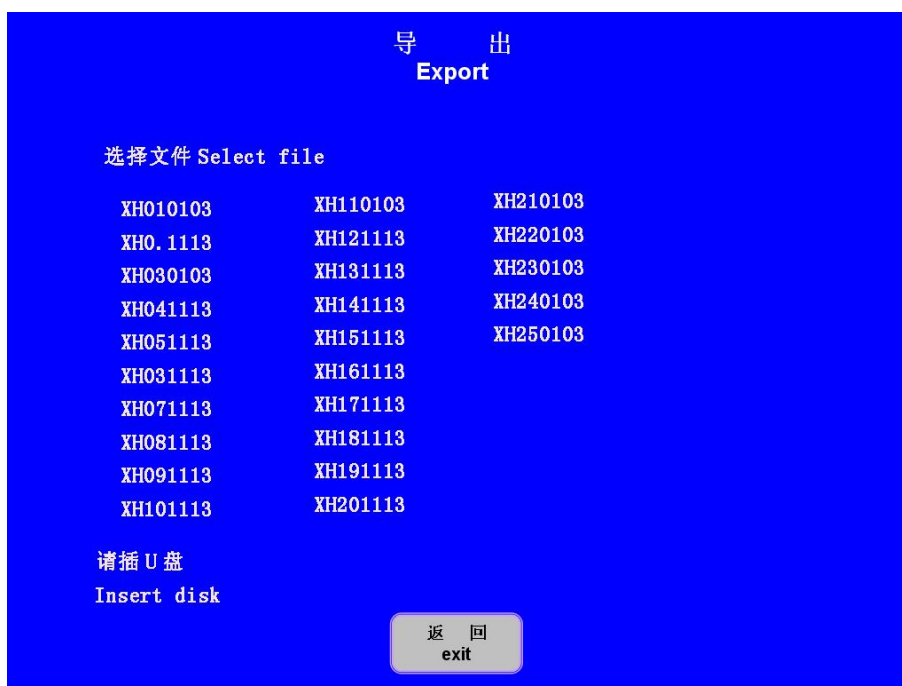 导 出
Export
选择文件 Select file
XH010103
XH0.1113
XH030103
XH041113
XH051113
XH031113
XH071113
XH081113
XH091113
XH101113
XH110103
XH121113
XH131113
XH141113
XH151113
XH161113
XH171113
XH181113
XH191113
XH201113
XH210103
XH220103
XH230103
XH240103
XH250103
请插 U 盘
Insert disk
返 回
exit